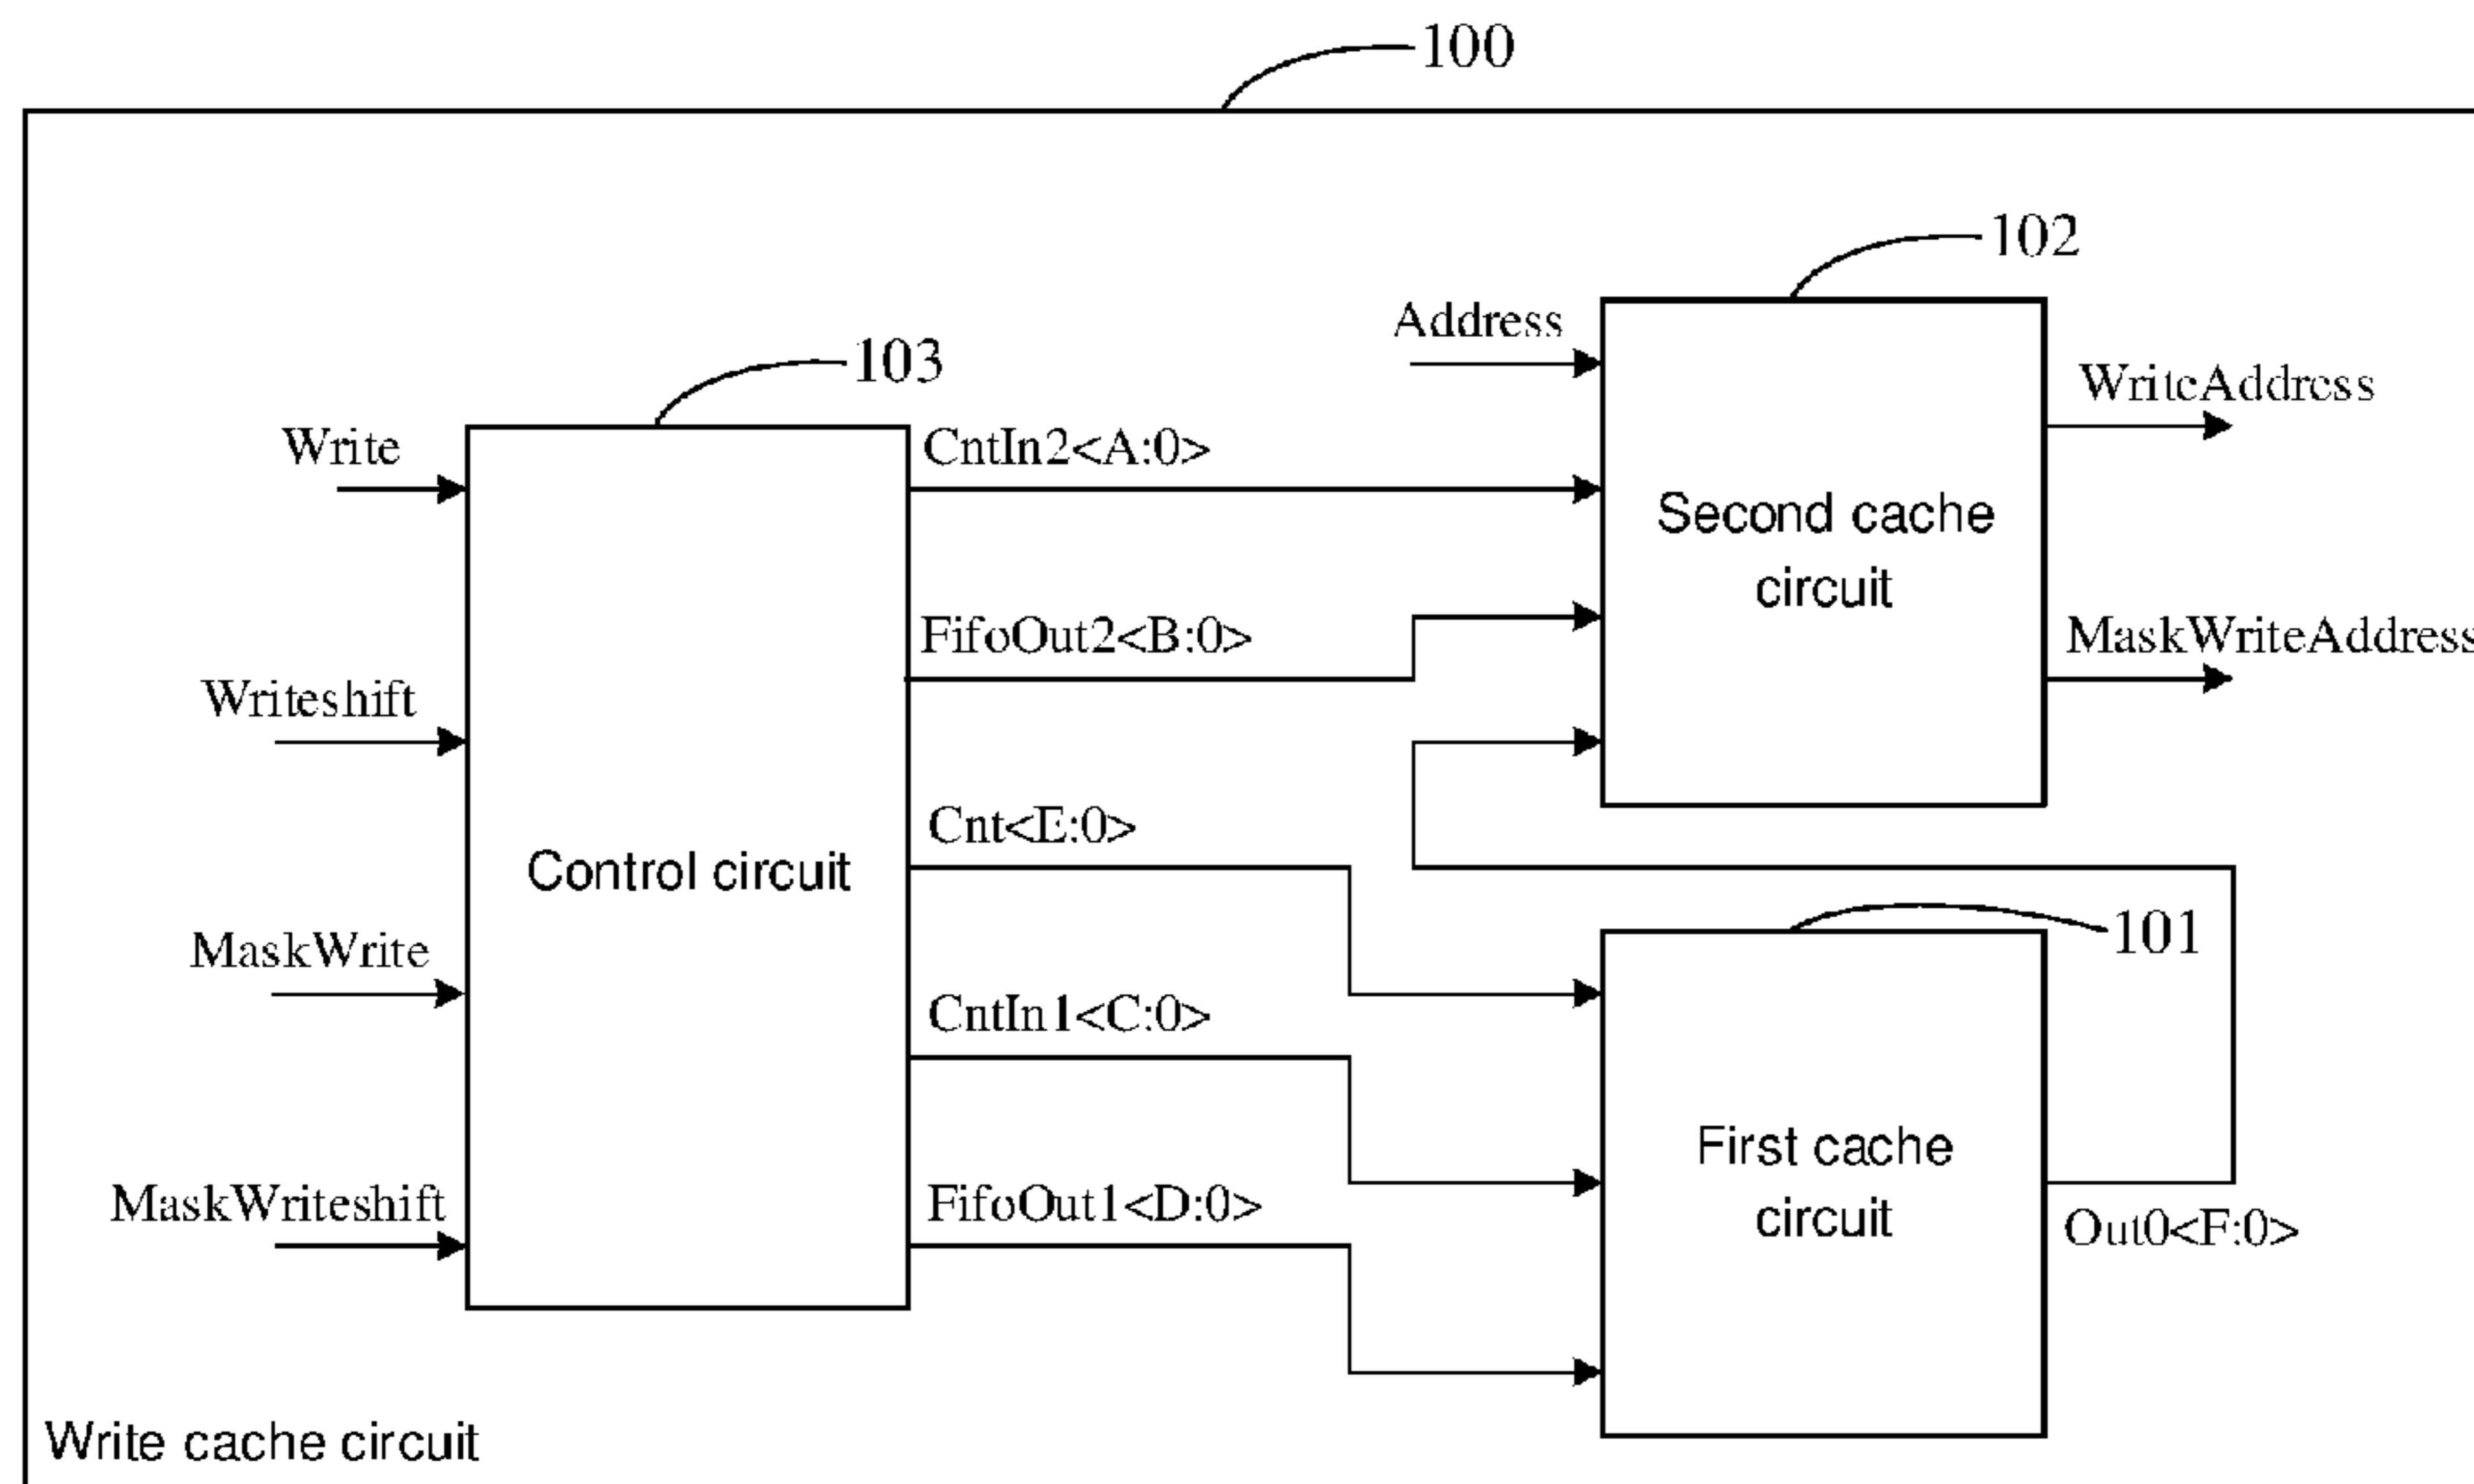 100
102
Address
103
WriteAddress
Write
CntIn2<A:0>
Second cache
circuit
FifoOut2<B:0>
MaskWriteAddress
Writeshift
Cnt<E:0>
Control circuit
101
MaskWrite
CntIn1<C:0>
First cache
circuit
MaskWriteshift
FifoOut1<D:0>
Out0<F:0>
Write cache circuit